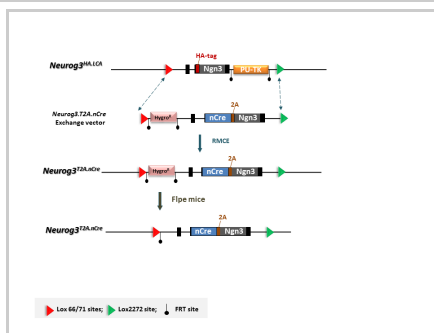 HA-tag
Neurog3HA.LCA
Ngn3
PU-TK
Neurog3.T2A.nCre
Exchange vector
2A
HygroR
nCre
Ngn3
RMCE
2A
Neurog3T2A.nCre
HygroR
nCre
Ngn3
Flpe mice
2A
Neurog3T2A.nCre
nCre
Ngn3
Lox 66/71 sites; Lox2272 site; FRT site